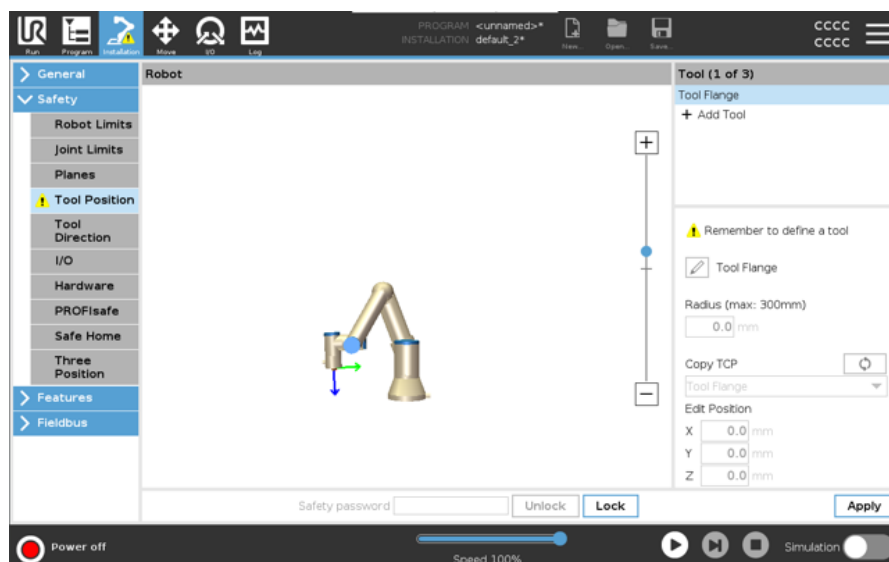 PROGRAM <unnamed>*
INSTALLATION default_2*
CCCC
CCCC
Run
Program
Installation
Move
I/O
Log
New...
Open...
Save...
General
Safety
Robot Limits
Joint Limits
Planes
Tool Position
Tool
Direction
I/O
Hardware
PROFIsafe
Safe Home
Three
Position
Features
Fieldbus
Robot
Tool (1 of 3)
Tool Flange
+ Add Tool
Remember to define a tool
Tool Flange
Radius (max: 300mm)
0.0 mm
Copy TCP
Tool Flange
Edit Position
X 0.0 mm
Y 0.0 mm
Z 0.0 mm
Safety password
Unlock
Lock
Apply
Power off
Speed 100%
Simulation